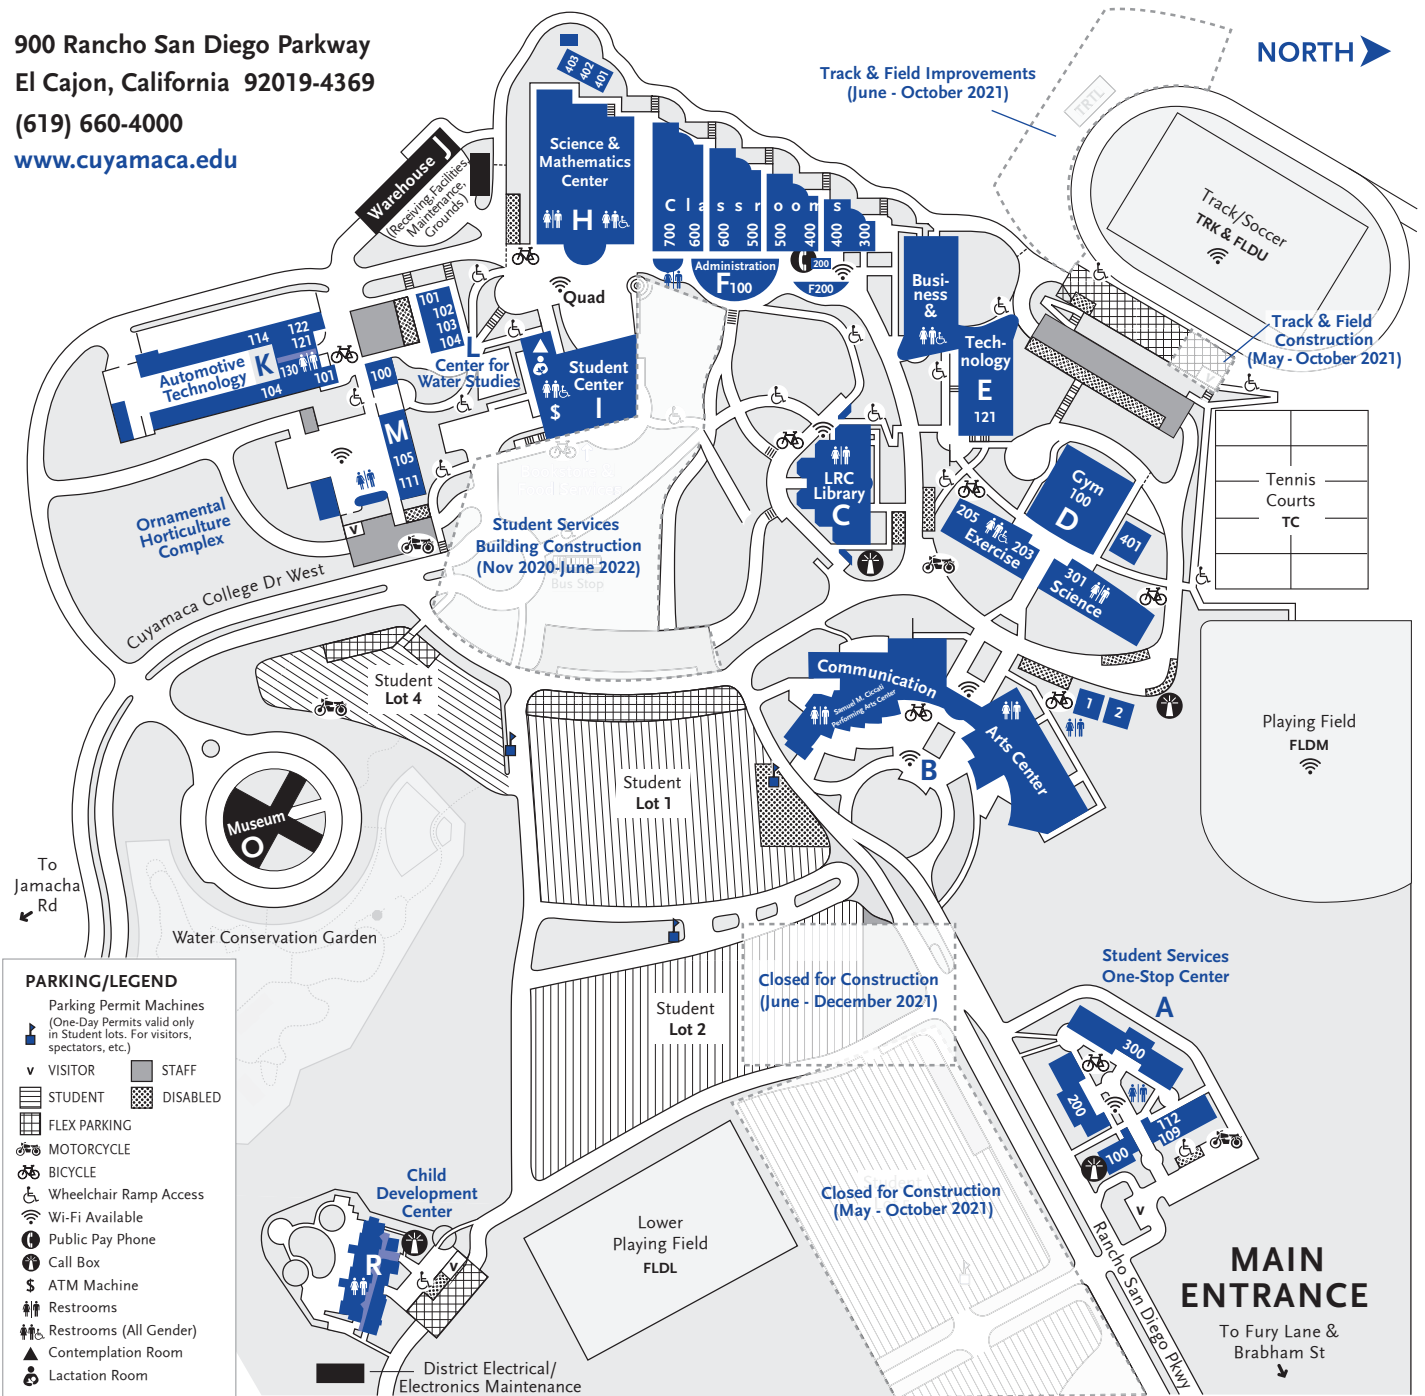 900 Rancho San Diego Parkway
El Cajon, California  92019-4369
(619) 660-4000
www.cuyamaca.edu
NORTH
Track & Field Improvements
(June - October 2021)
TRTL
Track/Soccer
TRK & FLDU
Track & Field
Construction
(May - October 2021)
v
403
402
401
Science &
Mathematics
Center
H
Warehouse J
(Receiving, Facilities,
Maintenance,
Grounds)
Classrooms
700
600
600
500
500
400
400
300
Administration
F100
200
F200
Quad
Busi-
ness
&
Tech-
nology
E
121
101
102
103
104
L
Center for
Water Studies
114
122
121
Automotive
Technology
K
130
101
104
100
M
105
111
v
Student
Center
I
$
Ornamental
Horticulture
Complex
Cuyamaca College Dr West
Student Services
Building Construction
(Nov 2020-June 2022)
Bus Stop
LRC
Library
C
Gym
100
D
401
205
203
Exercise
301
Science
Tennis
Courts
TC
Playing Field
FLDM
Communication
Samuel M. Ciccati
Performing Arts Center
B
Arts Center
1
2
Student
Lot 4
Student
Lot 1
Museum
O
To
Jamacha
Rd
Water Conservation Garden
Student
Lot 2
Closed for Construction
(June - December 2021)
Student Services
One-Stop Center
A
300
200
112
109
100
v
Student
Closed for Construction
(May - October 2021)
Lower
Playing Field
FLDL
Child
Development
Center
R
v
District Electrical/
Electronics Maintenance
Rancho San Diego Pkwy
MAIN
ENTRANCE
To Fury Lane &
Brabham St
PARKING/LEGEND
Parking Permit Machines
(One-Day Permits valid only
in Student lots. For visitors,
spectators, etc.)
v VISITOR
STAFF
STUDENT
DISABLED
FLEX PARKING
MOTORCYCLE
BICYCLE
Wheelchair Ramp Access
Wi-Fi Available
Public Pay Phone
Call Box
$ ATM Machine
Restrooms
Restrooms (All Gender)
Contemplation Room
Lactation Room